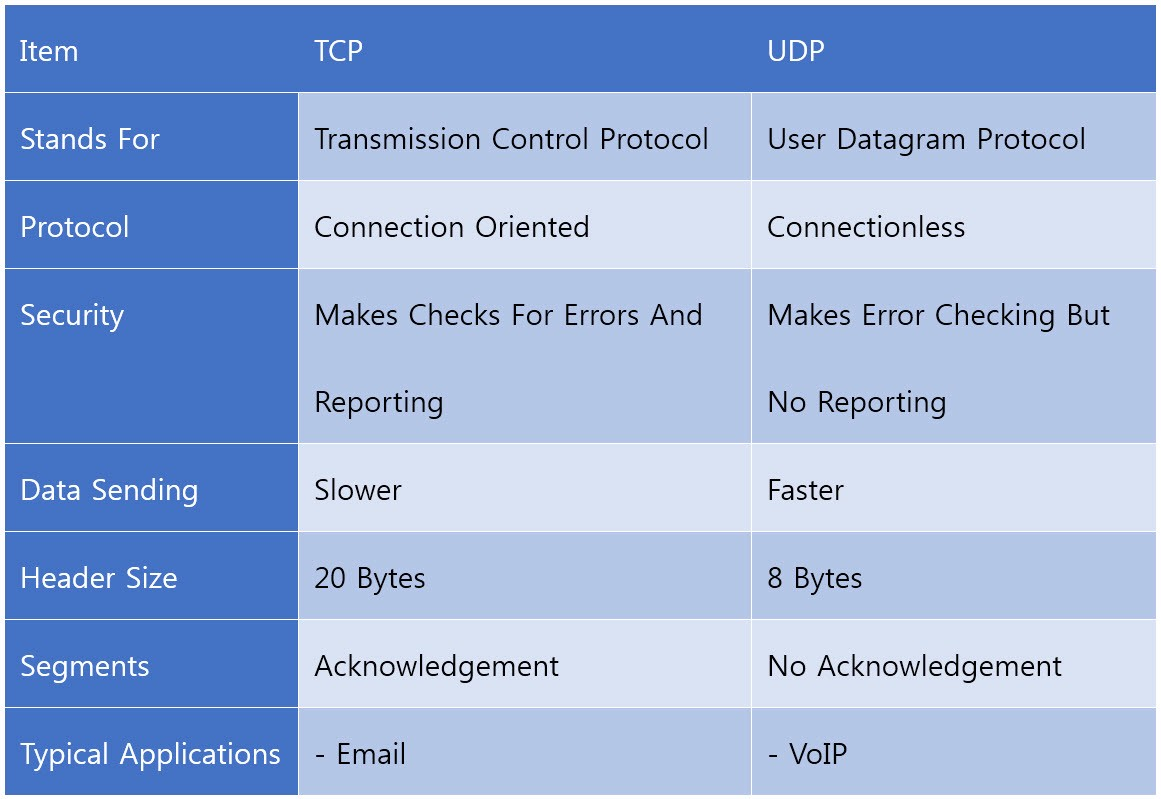 Item TCP UDP
Stands For Transmission Control Protocol User Datagram Protocol
Protocol Connection Oriented Connectionless
Security Makes Checks For Errors And Makes Error Checking But
Reporting No Reporting
Data Sending Slower Faster
Header Size 20 Bytes 8 Bytes
Segments Acknowledgement No Acknowledgement
Typical Applications - Email - VoIP